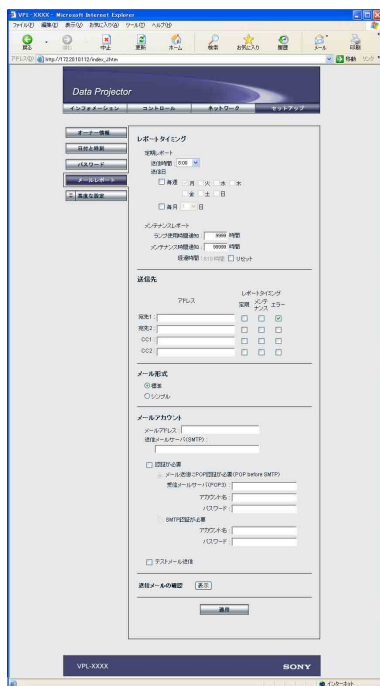 VPL-XXXX - Microsoft Internet Explorer
ファイル(F) 編集(E) 表示(V) お気に入り(A) ツール(T) ヘルプ(H)
戻る 中止 更新 ホーム 検索 お気に入り 履歴 メール 印刷
アドレス(D) 移動 リンク
Data Projector
インフォメーション コントロール ネットワーク セットアップ
オーナー情報
日付と時刻
パスワード
メールレポート
高度な設定
レポートタイミング
定期レポート
送信時間 8:00
送信日
毎週 月 火 水 木
金 土 日
毎月 1 日
メンテナンスレポート
ランプ使用時間通知: 9999 時間
メンテナンス時間通知: 99999 時間
経過時間 時間 リセット
送信先
アドレス
レポートタイミング
定期 メンテナンス エラー
宛先1:
宛先2:
CC1:
CC2:
メール形式
標準
シンプル
メールアカウント
メールアドレス:
送信メールサーバ(SMTP):
認証が必要
メール送信にPOP認証が必要(POP before SMTP)
受信メールサーバ(POP3):
アカウント名:
パスワード:
SMTP認証が必要
アカウント名:
パスワード:
テストメール送信
送信メールの確認 表示
適用
VPL-XXXX SONY
インターネット